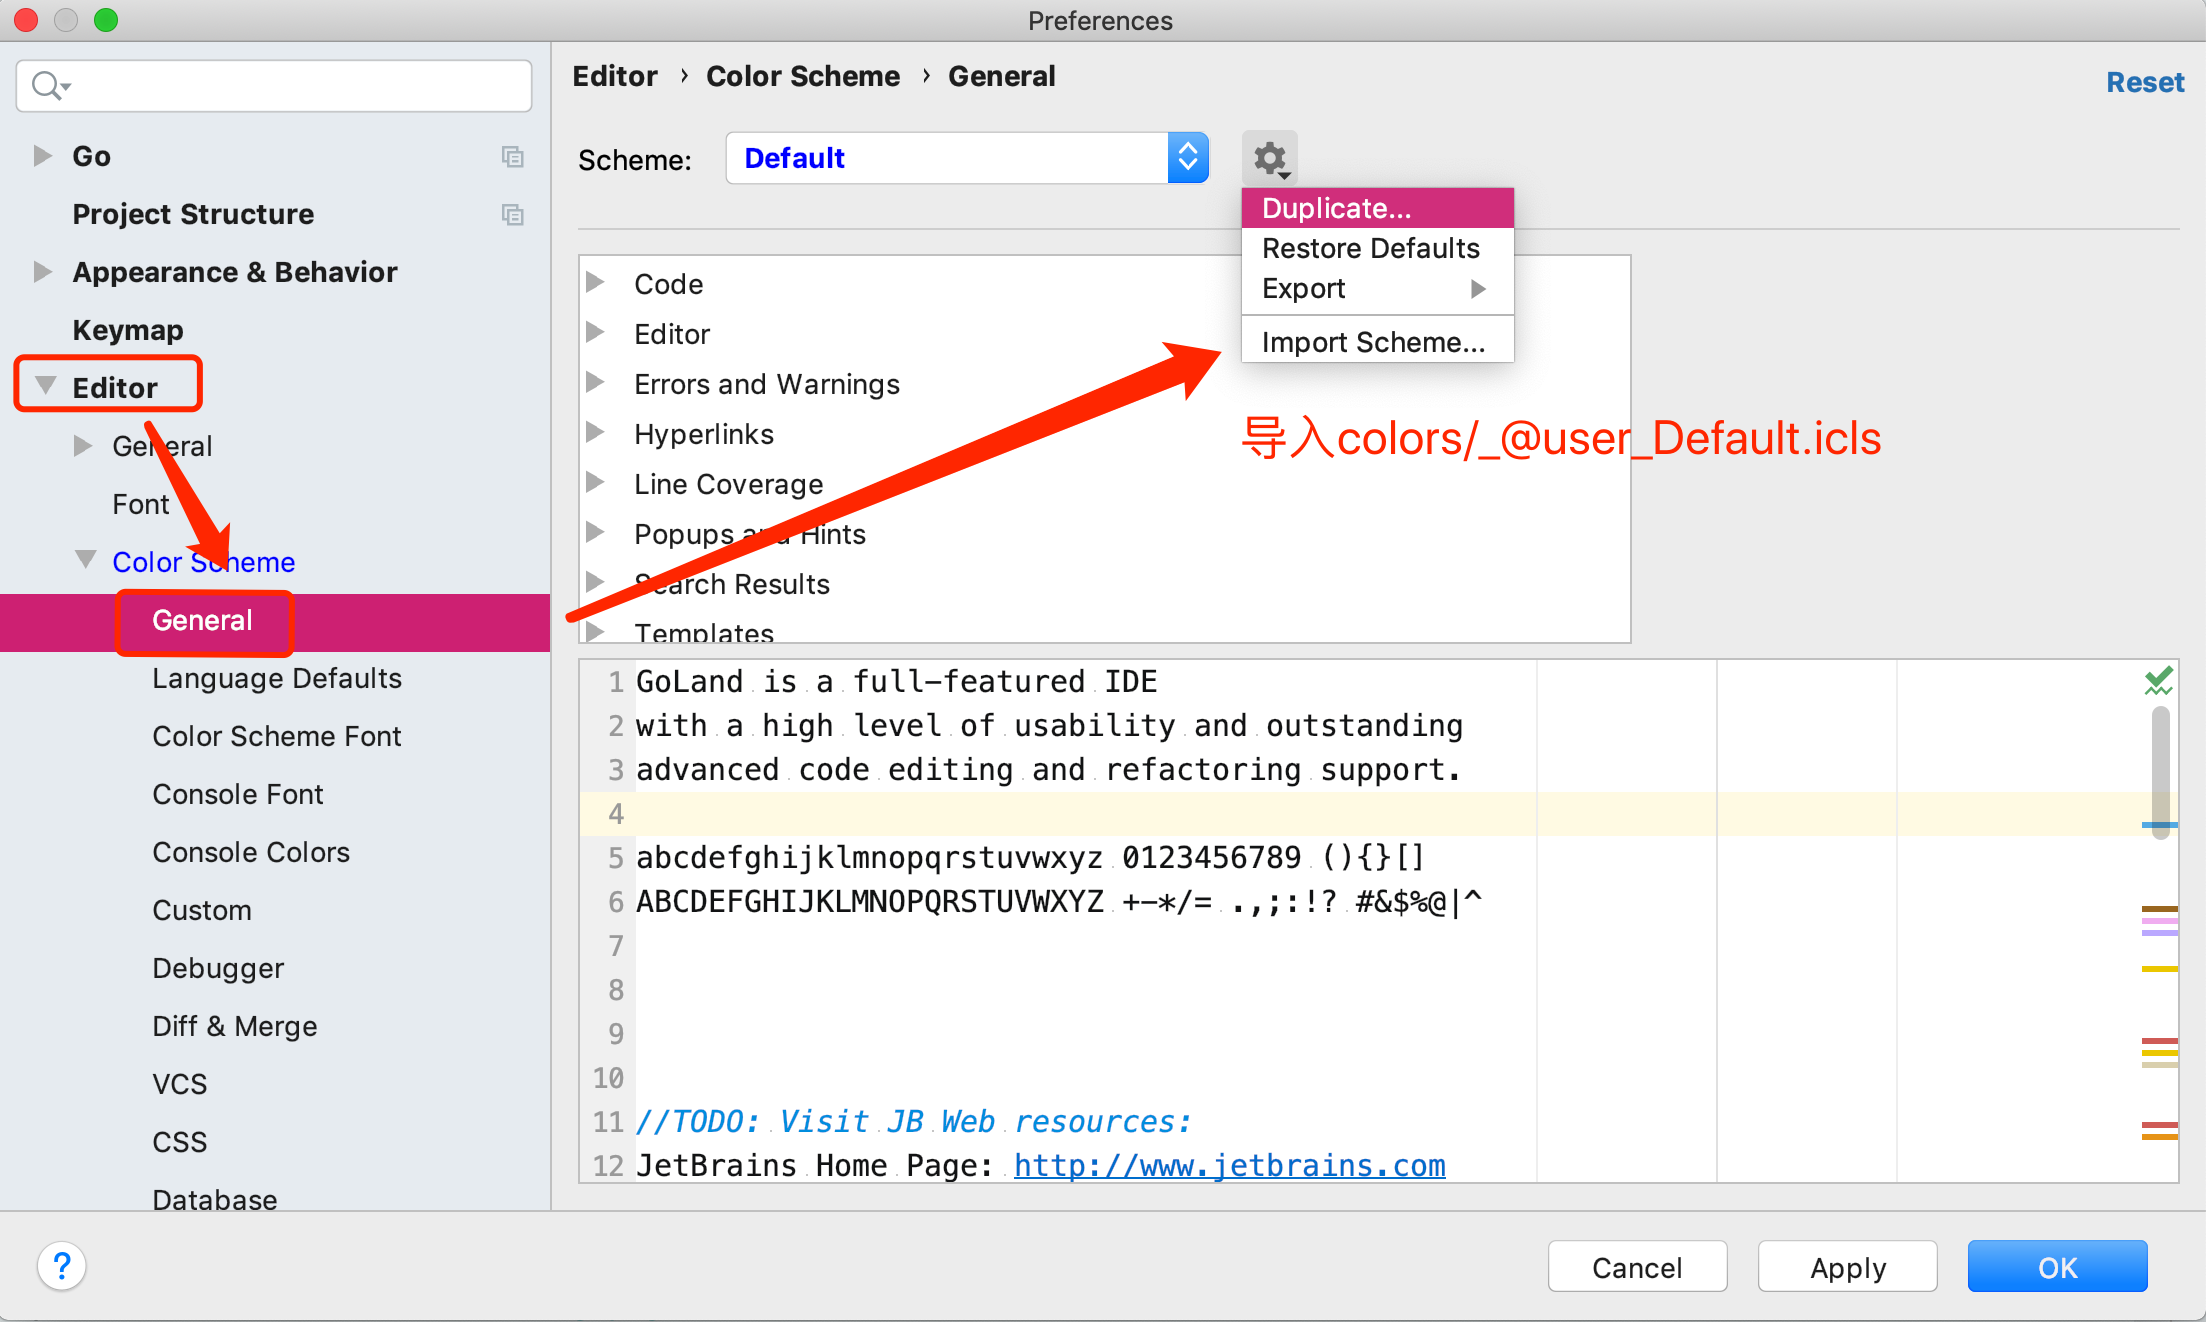 Preferences
Go
Project Structure
Appearance & Behavior
Keymap
Editor
General
Font
Color Scheme
General
Language Defaults
Color Scheme Font
Console Font
Console Colors
Custom
Debugger
Diff & Merge
VCS
CSS
Database
Editor › Color Scheme › General
Reset
Scheme: Default
Duplicate...
Restore Defaults
Export
Import Scheme...
Code
Editor
Errors and Warnings
Hyperlinks
Line Coverage
Popups and Hints
Search Results
Templates
导入colors/_@user_Default.icls
1 GoLand is a full-featured IDE
2 with a high level of usability and outstanding
3 advanced code editing and refactoring support.
4
5 abcdefghijklmnopqrstuvwxyz 0123456789 (){}[]
6 ABCDEFGHIJKLMNOPQRSTUVWXYZ +-*/= .,;:!? #&$%@|^
7
8
9
10
11 //TODO: Visit JB Web resources:
12 JetBrains Home Page: http://www.jetbrains.com
?
Cancel
Apply
OK